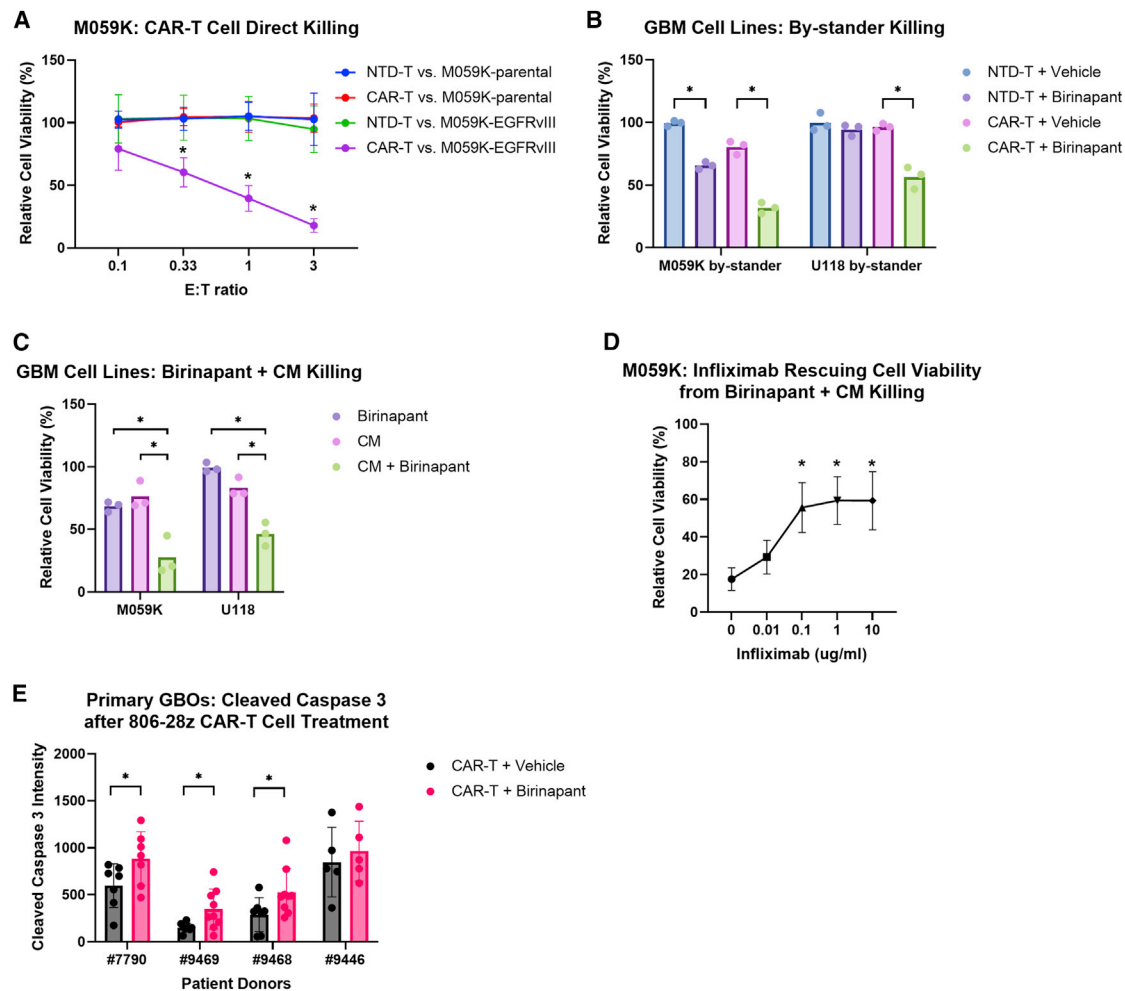 A
M059K: CAR-T Cell Direct Killing
Relative Cell Viability (%)
150
100
50
0
0.1
0.33
1
3
E:T ratio
*
*
*
NTD-T vs. M059K-parental
CAR-T vs. M059K-parental
NTD-T vs. M059K-EGFRvIII
CAR-T vs. M059K-EGFRvIII
B
GBM Cell Lines: By-stander Killing
Relative Cell Viability (%)
150
100
50
0
*
*
*
M059K by-stander
U118 by-stander
NTD-T + Vehicle
NTD-T + Birinapant
CAR-T + Vehicle
CAR-T + Birinapant
C
GBM Cell Lines: Birinapant + CM Killing
Relative Cell Viability (%)
150
100
50
0
*
*
*
*
M059K
U118
Birinapant
CM
CM + Birinapant
D
M059K: Infliximab Rescuing Cell Viability
from Birinapant + CM Killing
Relative Cell Viability (%)
100
80
60
40
20
0
*
*
*
0
0.01
0.1
1
10
Infliximab (ug/ml)
E
Primary GBOs: Cleaved Caspase 3
after 806-28z CAR-T Cell Treatment
Cleaved Caspase 3 Intensity
2000
1500
1000
500
0
*
*
*
#7790
#9469
#9468
#9446
Patient Donors
CAR-T + Vehicle
CAR-T + Birinapant